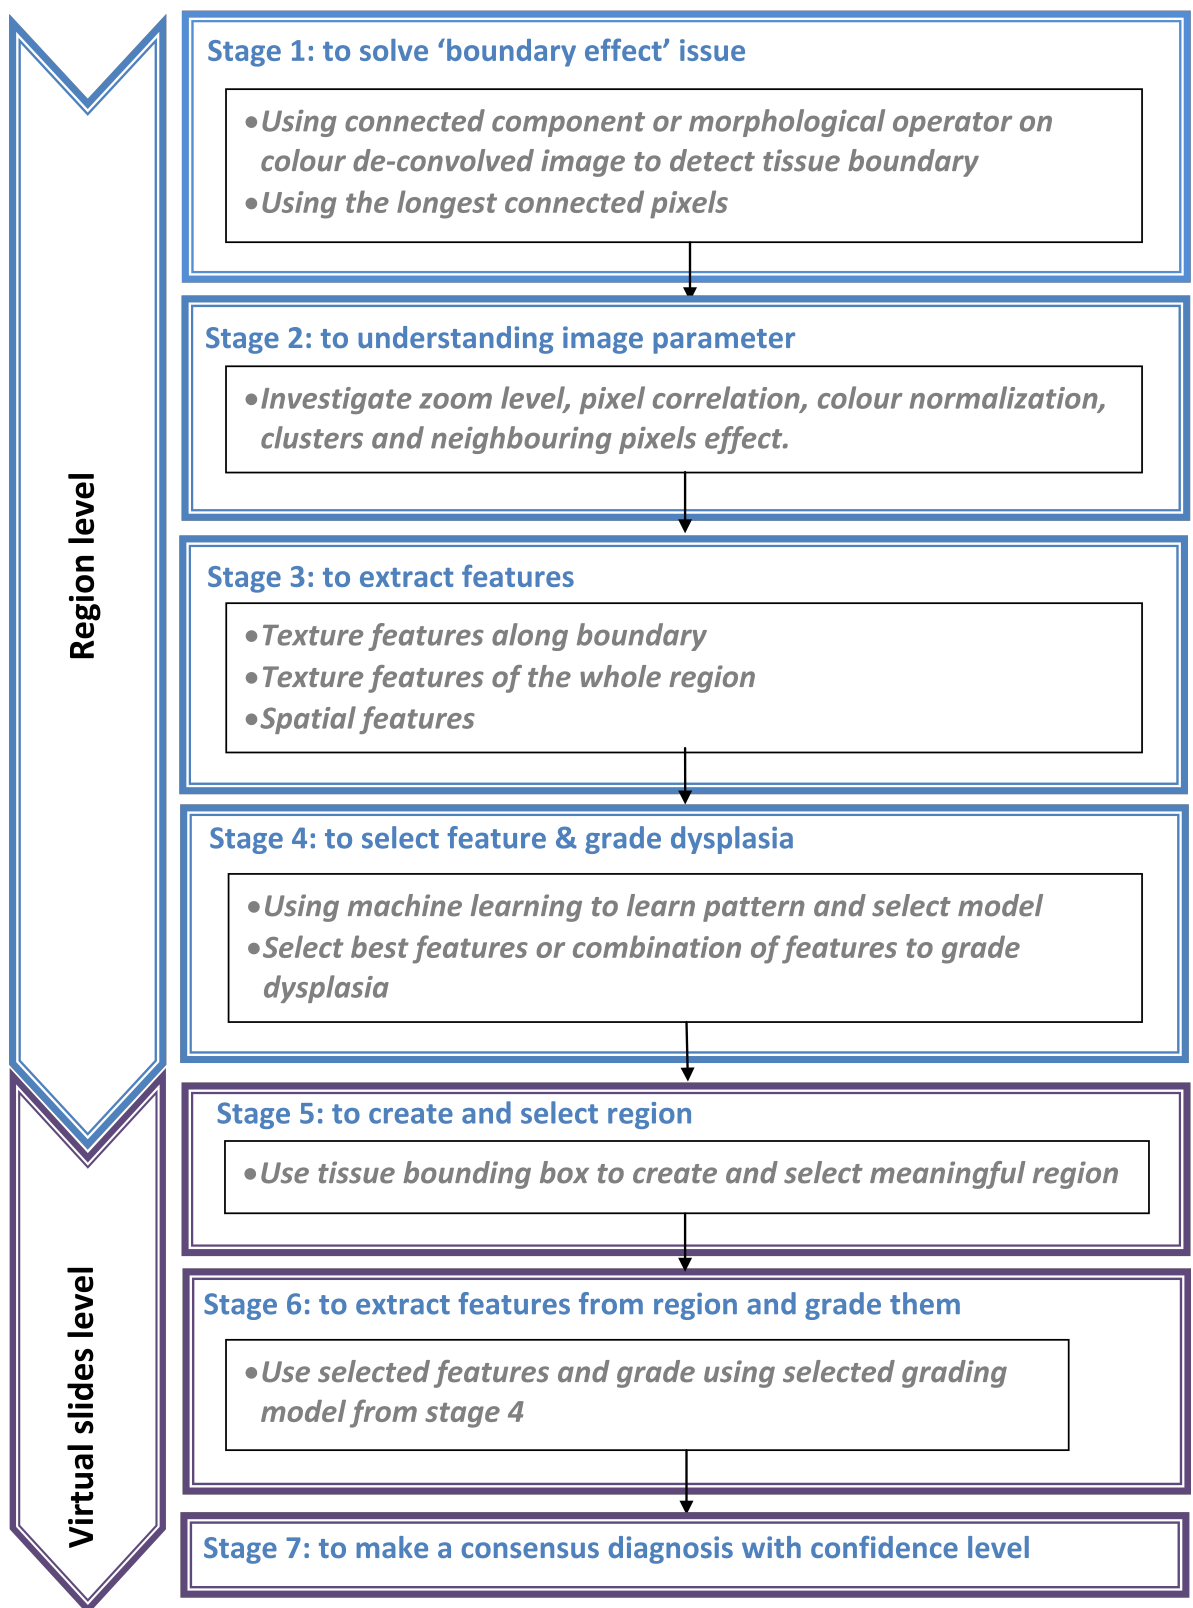 Stage 1: to solve ‘boundary effect’ issue
•Using connected component or morphological operator on
colour de-convolved image to detect tissue boundary
•Using the longest connected pixels
Stage 2: to understanding image parameter
•Investigate zoom level, pixel correlation, colour normalization,
clusters and neighbouring pixels effect.
Region level
Stage 3: to extract features
•Texture features along boundary
•Texture features of the whole region
•Spatial features
Stage 4: to select feature & grade dysplasia
•Using machine learning to learn pattern and select model
•Select best features or combination of features to grade
dysplasia
Stage 5: to create and select region
•Use tissue bounding box to create and select meaningful region
Virtual slides level
Stage 6: to extract features from region and grade them
•Use selected features and grade using selected grading
model from stage 4
Stage 7: to make a consensus diagnosis with confidence level